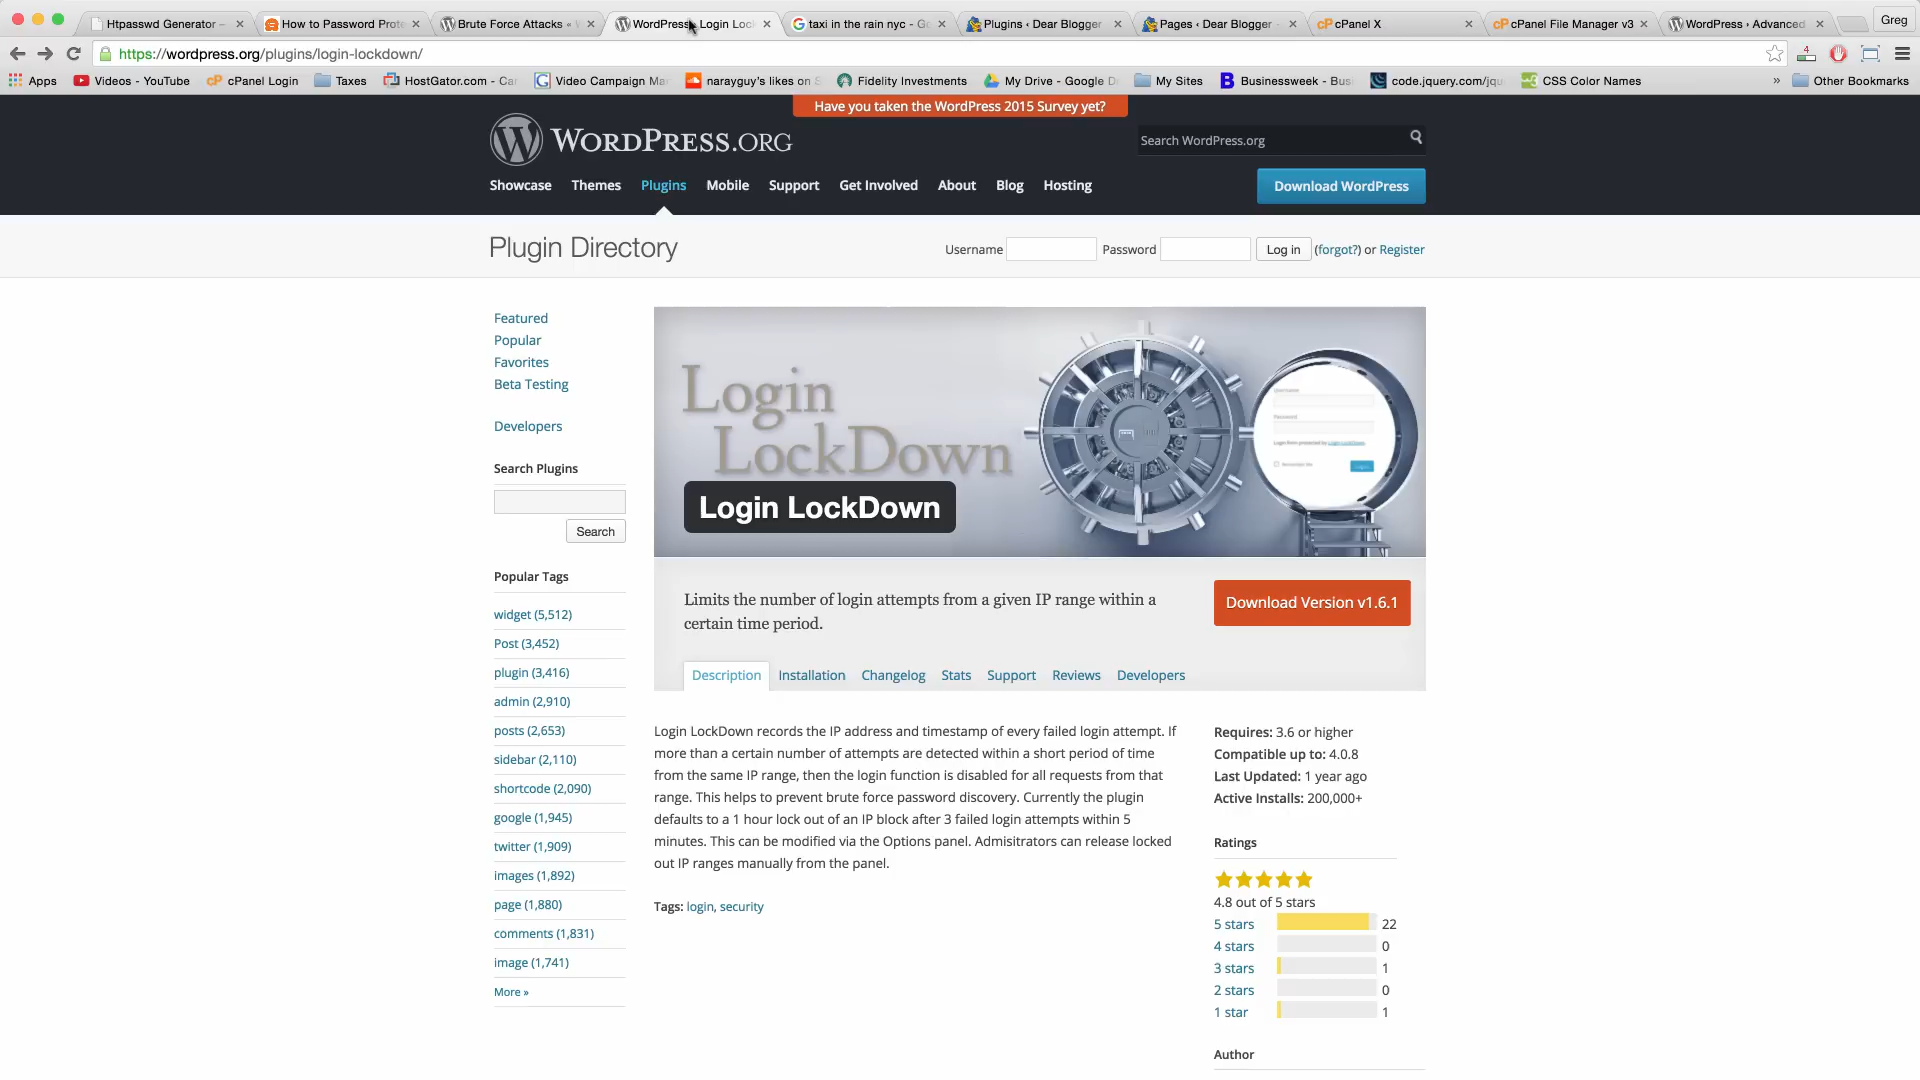 Htpasswd Generator –
How to Password Prote
Brute Force Attacks « W
WordPress › Login Loc
taxi in the rain nyc - Go
Plugins ‹ Dear Blogger
Pages ‹ Dear Blogger -
cPanel X
cPanel File Manager v3
WordPress › Advanced
Greg
https://wordpress.org/plugins/login-lockdown/
4
Apps
Videos - YouTube
cPanel Login
Taxes
HostGator.com - Car
Video Campaign Ma
narayguy's likes on S
Fidelity Investments
My Drive - Google D
My Sites
Businessweek - Bus
code.jquery.com/jqu
CSS Color Names
»
Other Bookmarks
Have you taken the WordPress 2015 Survey yet?
WORDPRESS.ORG
Search WordPress.org
Showcase Themes Plugins Mobile Support Get Involved About Blog Hosting
Download WordPress
Plugin Directory
Username Password Log in (forgot?) or Register
Featured
Popular
Favorites
Beta Testing
Developers
Search Plugins
Search
Popular Tags
widget (5,512)
Post (3,452)
plugin (3,416)
admin (2,910)
posts (2,653)
sidebar (2,110)
shortcode (2,090)
google (1,945)
twitter (1,909)
images (1,892)
page (1,880)
comments (1,831)
image (1,741)
More »
Login
LockDown
Login LockDown
Username
Password
Limits the number of login attempts from a given IP range within a
certain time period.
Download Version v1.6.1
Description Installation Changelog Stats Support Reviews Developers
Login LockDown records the IP address and timestamp of every failed login attempt. If
more than a certain number of attempts are detected within a short period of time
from the same IP range, then the login function is disabled for all requests from that
range. This helps to prevent brute force password discovery. Currently the plugin
defaults to a 1 hour lock out of an IP block after 3 failed login attempts within 5
minutes. This can be modified via the Options panel. Admisitrators can release locked
out IP ranges manually from the panel.
Tags: login, security
Requires: 3.6 or higher
Compatible up to: 4.0.8
Last Updated: 1 year ago
Active Installs: 200,000+
Ratings
4.8 out of 5 stars
5 stars 22
4 stars 0
3 stars 1
2 stars 0
1 star 1
Author